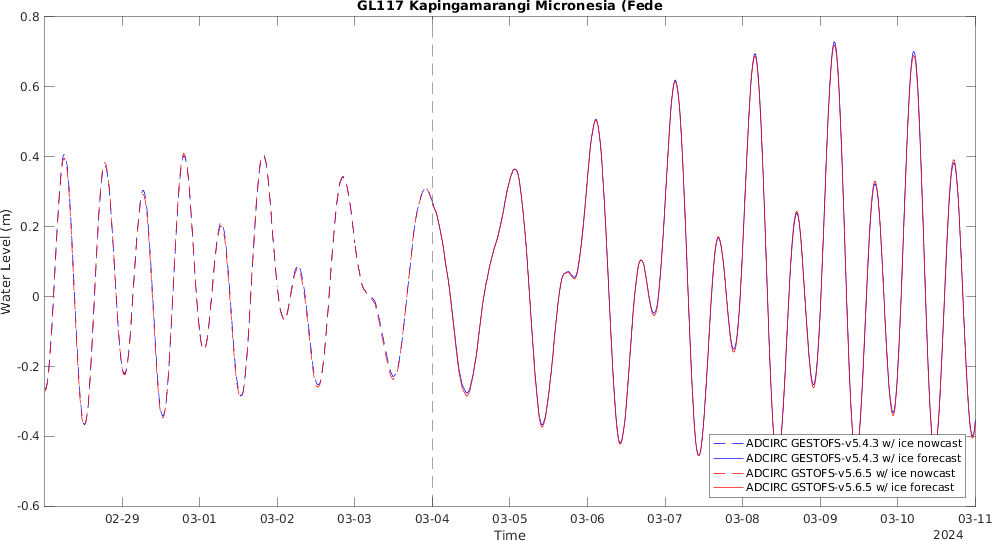 GL117 Kapingamarangi Micronesia (Fede
0.8
0.6
0.4
0.2
0
-0.2
-0.4
-0.6
Water Level (m)
02-29 03-01 03-02 03-03 03-04 03-05 03-06 03-07 03-08 03-09 03-10 03-11
Time
2024
ADCIRC GESTOFS-v5.4.3 w/ ice nowcast
ADCIRC GESTOFS-v5.4.3 w/ ice forecast
ADCIRC GSTOFS-v5.6.5 w/ ice nowcast
ADCIRC GSTOFS-v5.6.5 w/ ice forecast